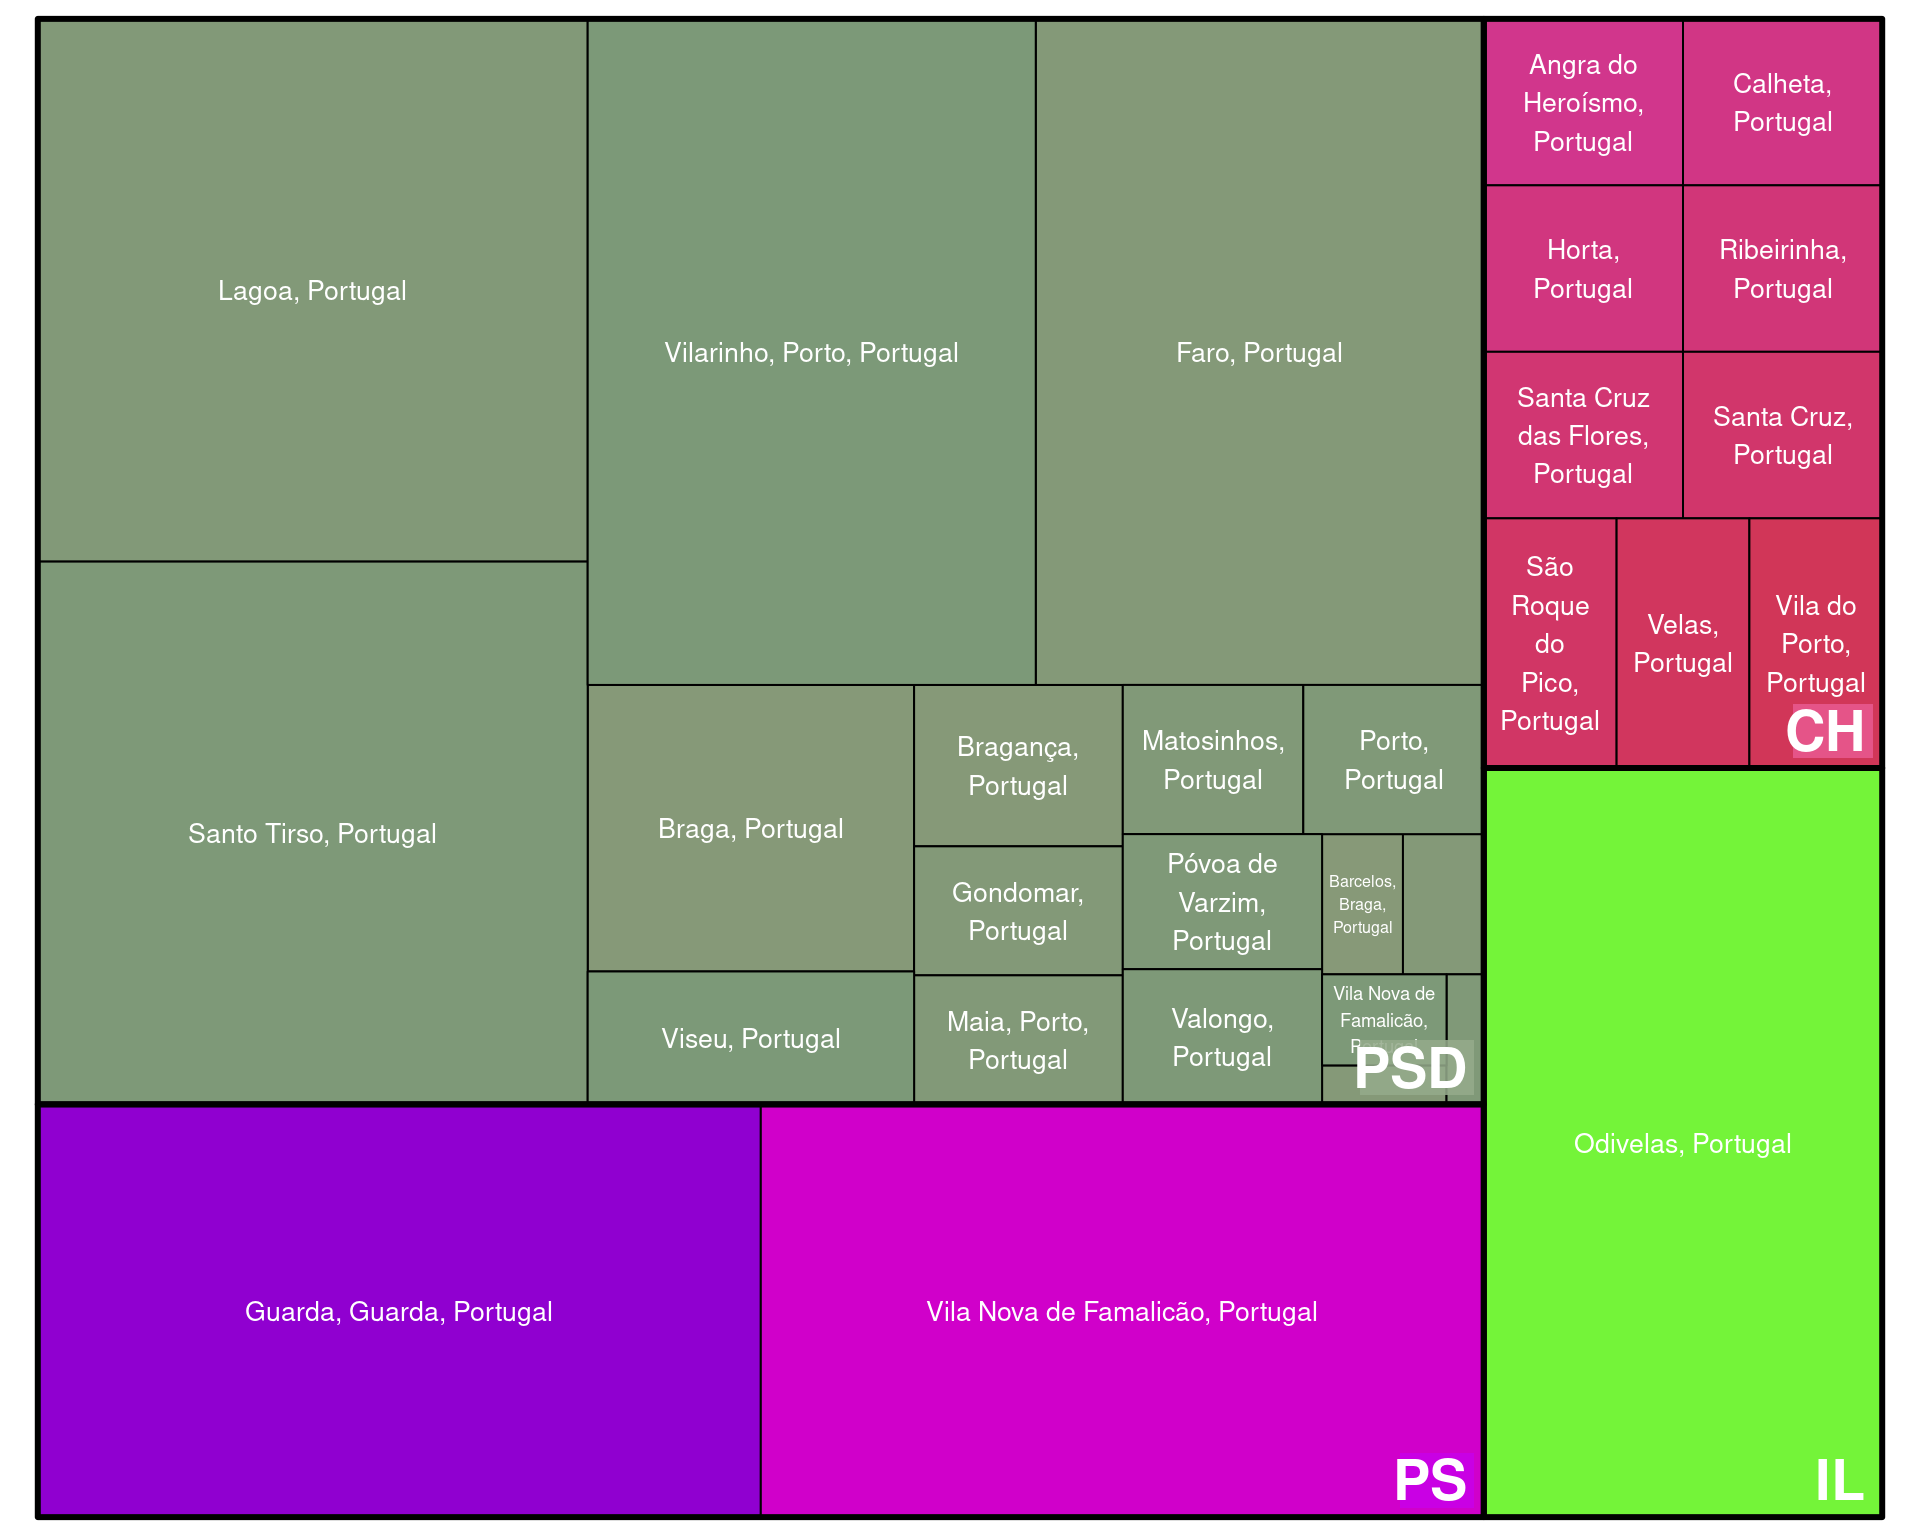 Lagoa, Portugal
Santo Tirso, Portugal
Vilarinho, Porto, Portugal
Faro, Portugal
Braga, Portugal
Viseu, Portugal
Bragança,
Portugal
Gondomar,
Portugal
Maia, Porto,
Portugal
Matosinhos,
Portugal
Porto,
Portugal
Póvoa de
Varzim,
Portugal
Valongo,
Portugal
Barcelos,
Braga,
Portugal
Vila Nova de
Famalicão,
PSD
Guarda, Guarda, Portugal
Vila Nova de Famalicão, Portugal
PS
Angra do
Heroísmo,
Portugal
Calheta,
Portugal
Horta,
Portugal
Ribeirinha,
Portugal
Santa Cruz
das Flores,
Portugal
Santa Cruz,
Portugal
São
Roque
do
Pico,
Portugal
Velas,
Portugal
Vila do
Porto,
Portugal
CH
Odivelas, Portugal
IL